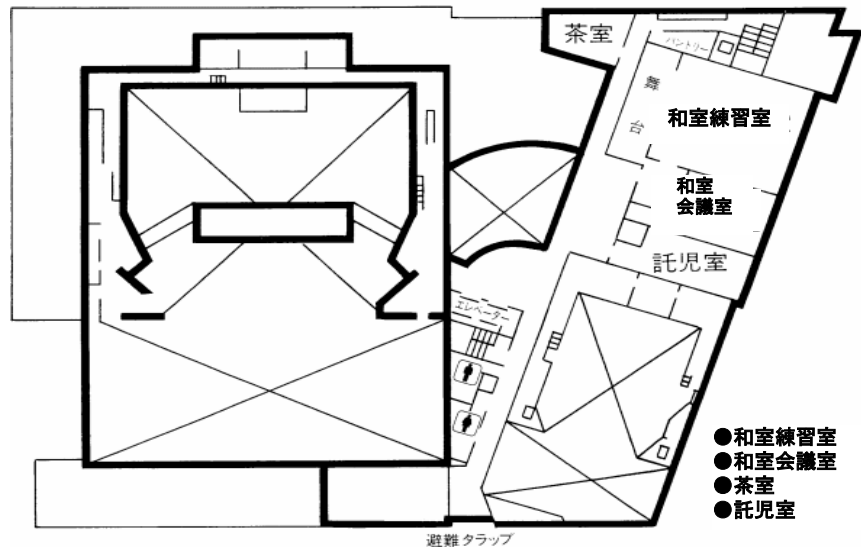 茶室
パントリー
舞台
和室練習室
和室
会議室
託児室
エレベーター
●和室練習室
●和室会議室
●茶室
●託児室
避難タラップ